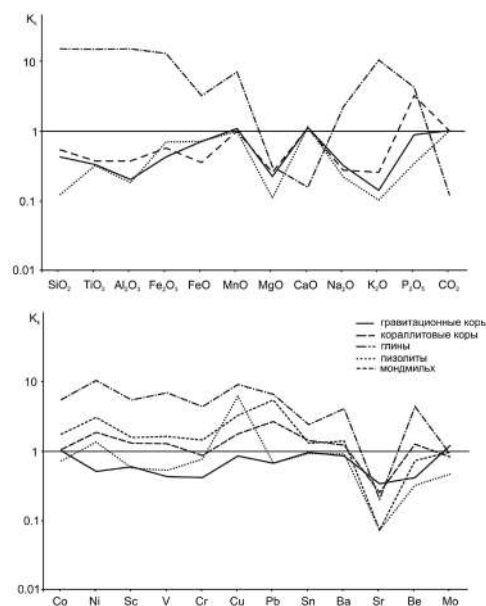 Kк
10
1
0.1
0.01
SiO₂ TiO₂ Al₂O₃ Fe₂O₃ FeO MnO MgO CaO Na₂O K₂O P₂O₅ CO₂
Kк
гравитационные коры
кораллитовые коры
глины
пизолиты
мондмильх
10
1
0.1
0.01
Co Ni Sc V Cr Cu Pb Sn Ba Sr Be Mo